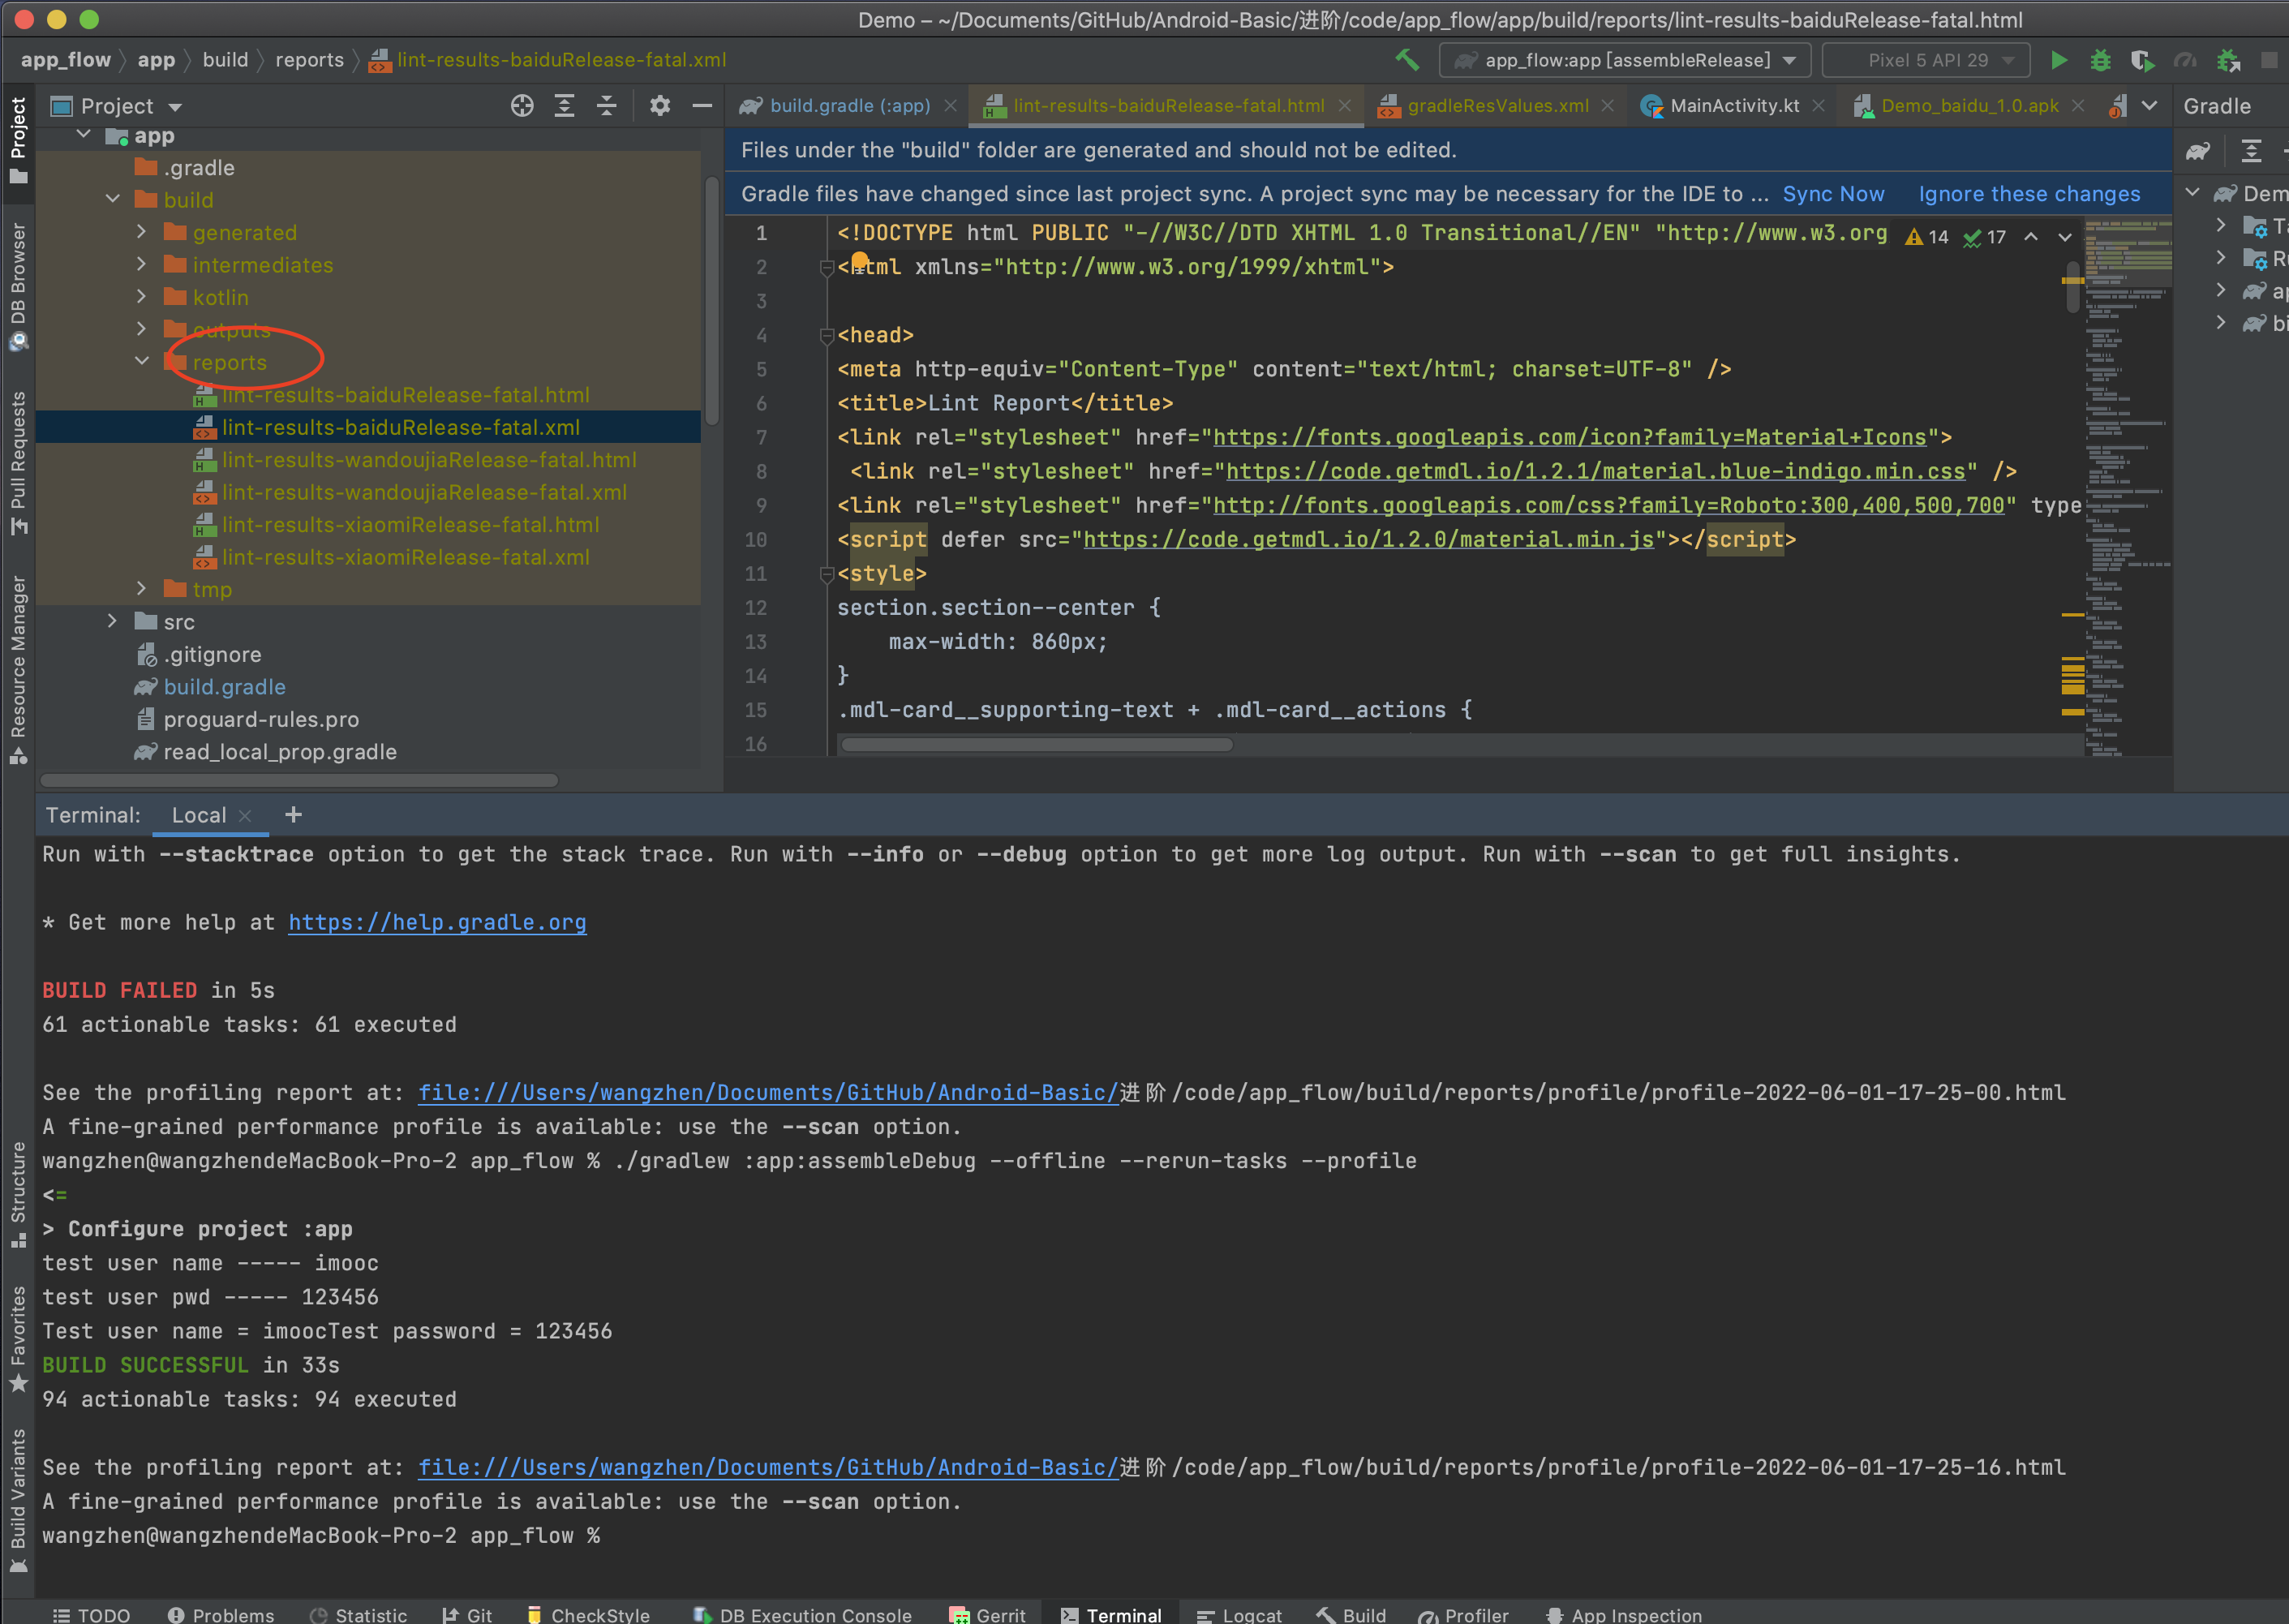 Demo – ~/Documents/GitHub/Android-Basic/进阶/code/app_flow/app/build/reports/lint-results-baiduRelease-fatal.html
app_flow app build reports lint-results-baiduRelease-fatal.xml
app_flow:app [assembleRelease]
Pixel 5 API 29
Project
build.gradle (:app)
lint-results-baiduRelease-fatal.html
gradleResValues.xml
MainActivity.kt
Demo_baidu_1.0.apk
Gradle
Project
DB Browser
Pull Requests
Resource Manager
Structure
Favorites
Build Variants
app
.gradle
build
generated
intermediates
kotlin
outputs
reports
lint-results-baiduRelease-fatal.html
lint-results-baiduRelease-fatal.xml
lint-results-wandoujiaRelease-fatal.html
lint-results-wandoujiaRelease-fatal.xml
lint-results-xiaomiRelease-fatal.html
lint-results-xiaomiRelease-fatal.xml
tmp
src
.gitignore
build.gradle
proguard-rules.pro
read_local_prop.gradle
Files under the "build" folder are generated and should not be edited.
Gradle files have changed since last project sync. A project sync may be necessary for the IDE to ... Sync Now Ignore these changes
14 17
1 <!DOCTYPE html PUBLIC "-//W3C//DTD XHTML 1.0 Transitional//EN" "http://www.w3.org
2 <html xmlns="http://www.w3.org/1999/xhtml">
3
4 <head>
5 <meta http-equiv="Content-Type" content="text/html; charset=UTF-8" />
6 <title>Lint Report</title>
7 <link rel="stylesheet" href="https://fonts.googleapis.com/icon?family=Material+Icons">
8 <link rel="stylesheet" href="https://code.getmdl.io/1.2.1/material.blue-indigo.min.css" />
9 <link rel="stylesheet" href="http://fonts.googleapis.com/css?family=Roboto:300,400,500,700" type
10 <script defer src="https://code.getmdl.io/1.2.0/material.min.js"></script>
11 <style>
12 section.section--center {
13 max-width: 860px;
14 }
15 .mdl-card__supporting-text + .mdl-card__actions {
16
Terminal: Local
Run with --stacktrace option to get the stack trace. Run with --info or --debug option to get more log output. Run with --scan to get full insights.
* Get more help at https://help.gradle.org
BUILD FAILED in 5s
61 actionable tasks: 61 executed
See the profiling report at: file:///Users/wangzhen/Documents/GitHub/Android-Basic/进阶/code/app_flow/build/reports/profile/profile-2022-06-01-17-25-00.html
A fine-grained performance profile is available: use the --scan option.
wangzhen@wangzhendeMacBook-Pro-2 app_flow % ./gradlew :app:assembleDebug --offline --rerun-tasks --profile
<=
> Configure project :app
test user name ----- imooc
test user pwd ----- 123456
Test user name = imoocTest password = 123456
BUILD SUCCESSFUL in 33s
94 actionable tasks: 94 executed
See the profiling report at: file:///Users/wangzhen/Documents/GitHub/Android-Basic/进阶/code/app_flow/build/reports/profile/profile-2022-06-01-17-25-16.html
A fine-grained performance profile is available: use the --scan option.
wangzhen@wangzhendeMacBook-Pro-2 app_flow %
TODO Problems Statistic Git CheckStyle DB Execution Console Gerrit Terminal Logcat Build Profiler App Inspection